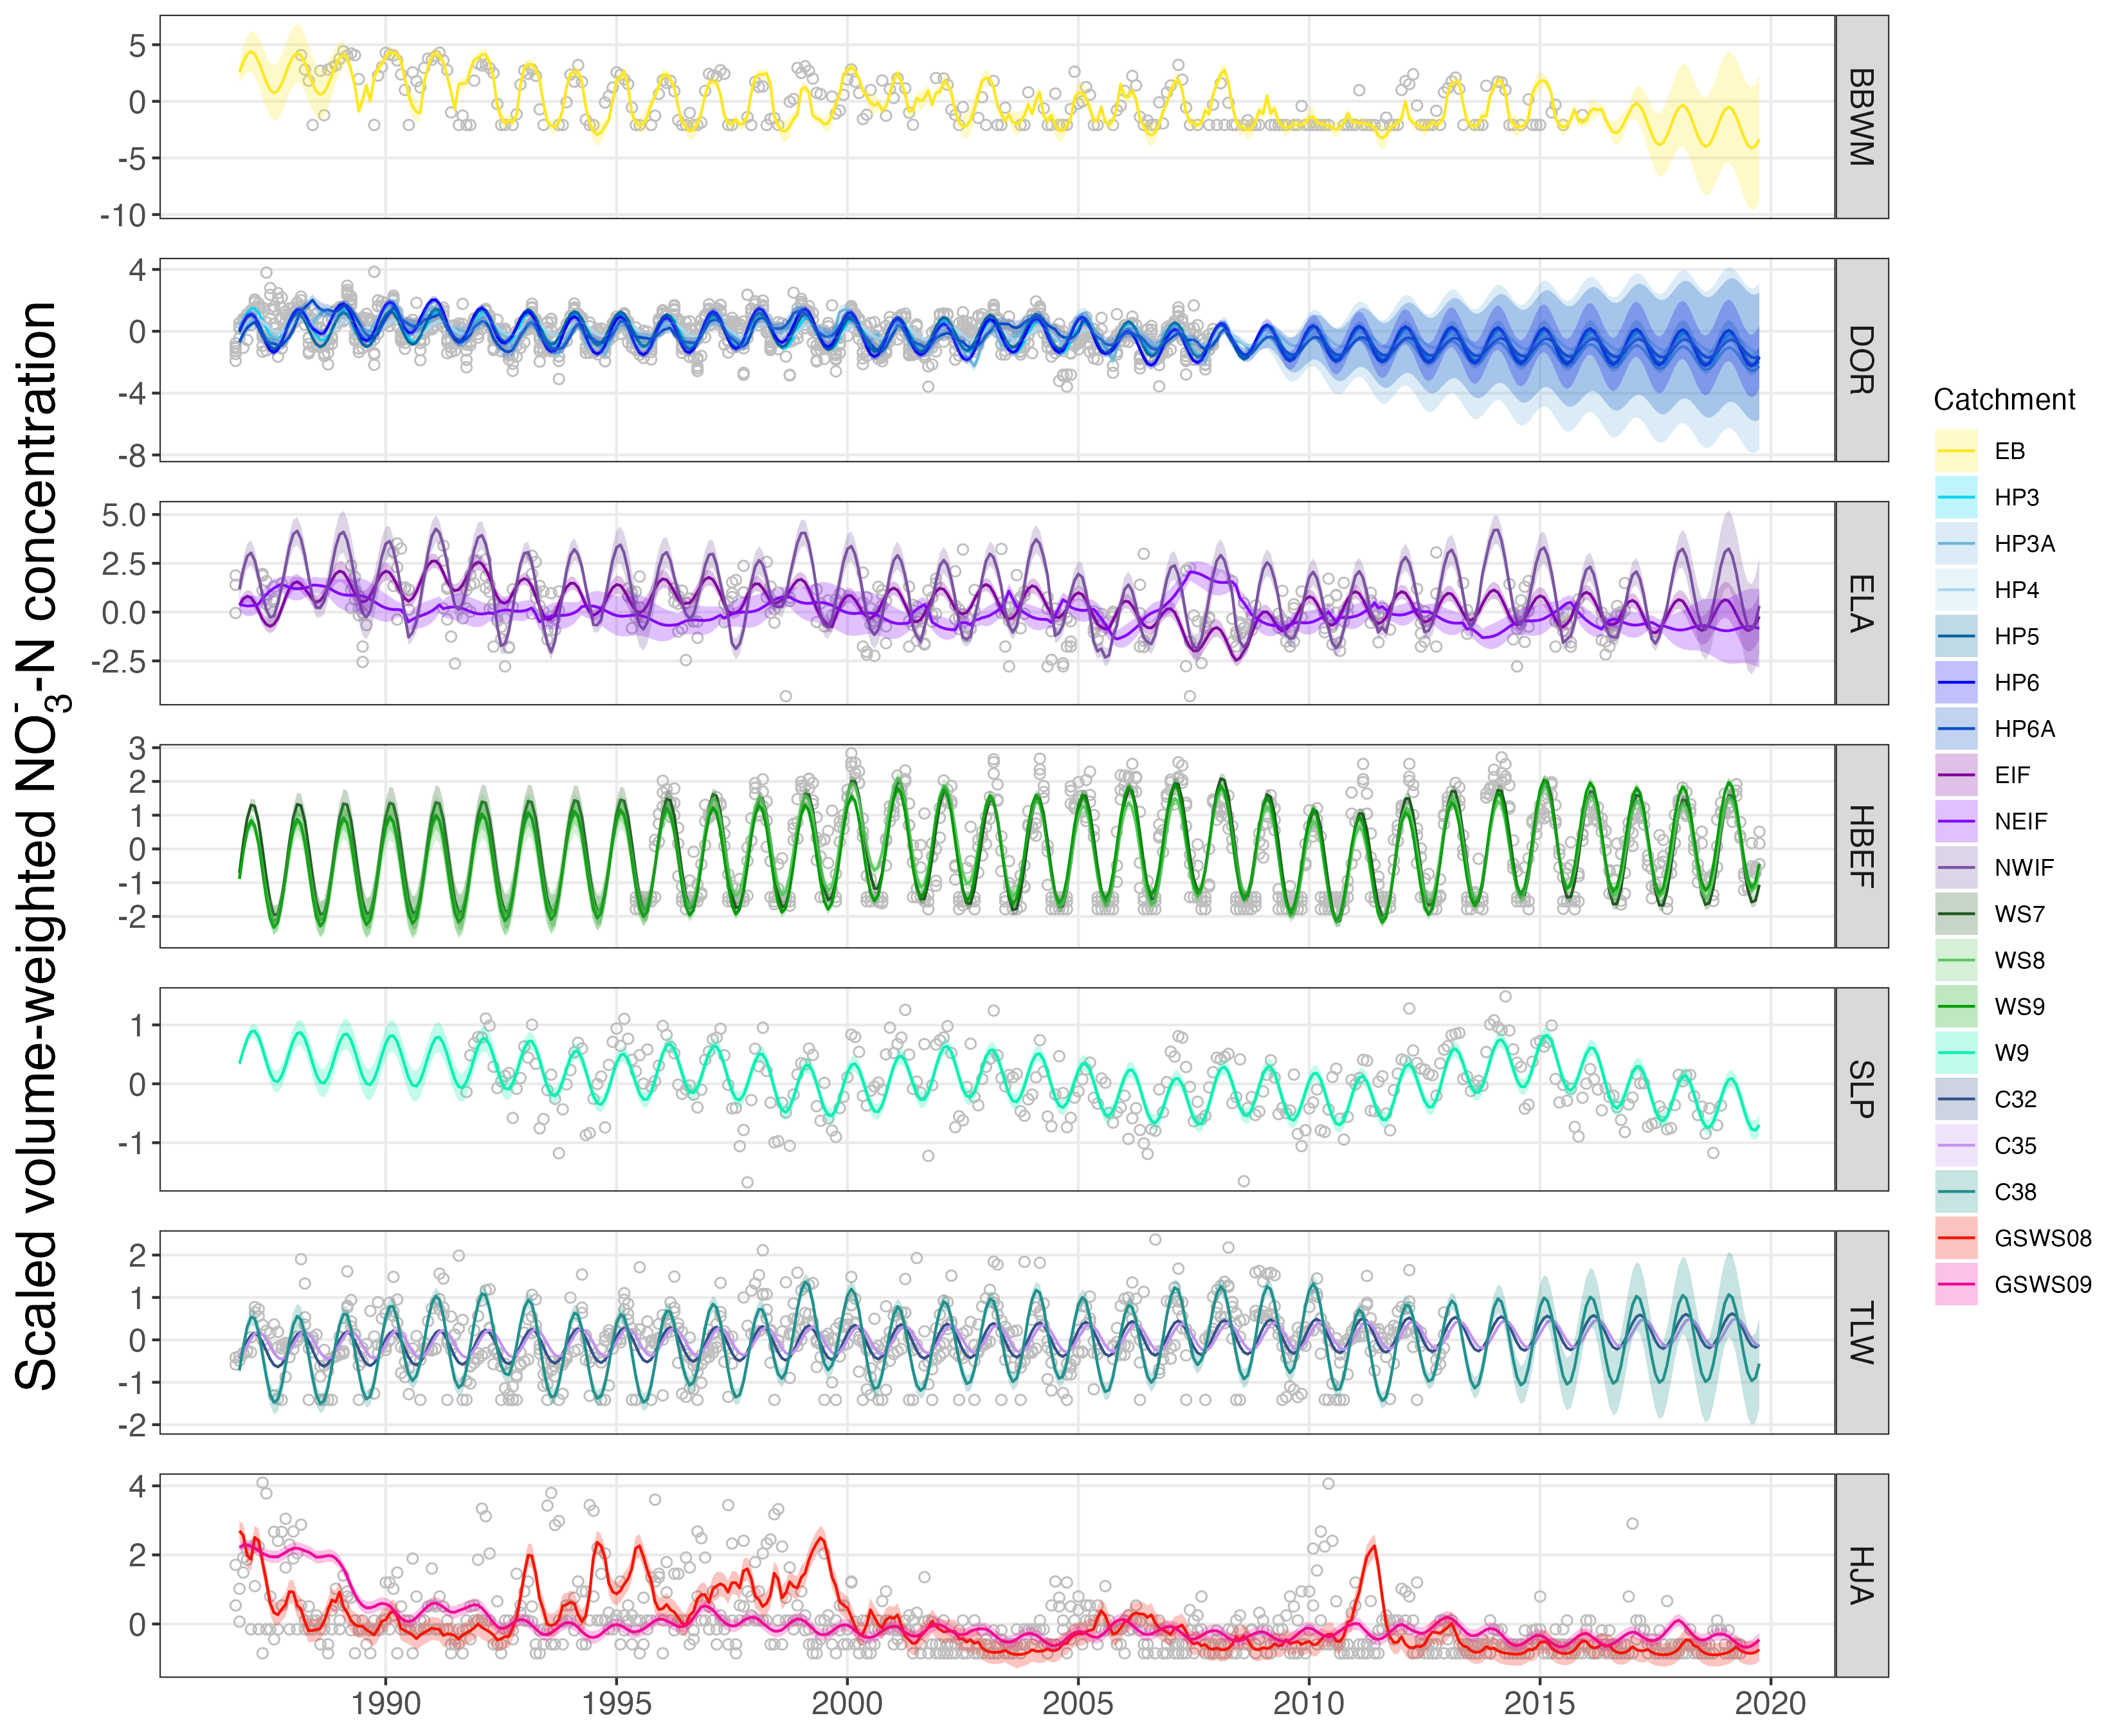 Scaled volume-weighted NO3⁻-N concentration
5
0
-5
-10
BBWM
4
0
-4
-8
DOR
5.0
2.5
0.0
-2.5
ELA
3
2
1
0
-1
-2
HBEF
1
0
-1
SLP
2
1
0
-1
-2
TLW
4
2
0
HJA
1990 1995 2000 2005 2010 2015 2020
Catchment
EB
HP3
HP3A
HP4
HP5
HP6
HP6A
EIF
NEIF
NWIF
WS7
WS8
WS9
W9
C32
C35
C38
GSWS08
GSWS09